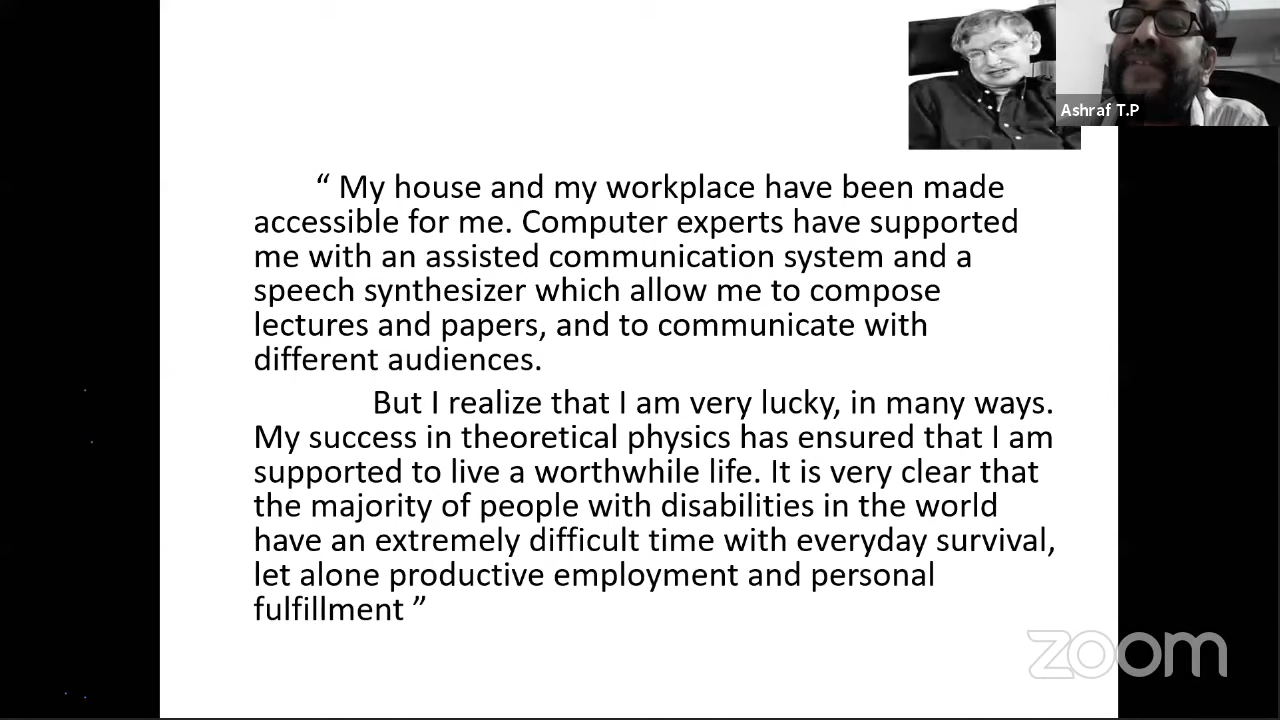 Ashraf T.P
“ My house and my workplace have been made
accessible for me. Computer experts have supported
me with an assisted communication system and a
speech synthesizer which allow me to compose
lectures and papers, and to communicate with
different audiences.
But I realize that I am very lucky, in many ways.
My success in theoretical physics has ensured that I am
supported to live a worthwhile life. It is very clear that
the majority of people with disabilities in the world
have an extremely difficult time with everyday survival,
let alone productive employment and personal
fulfillment ”
zoom